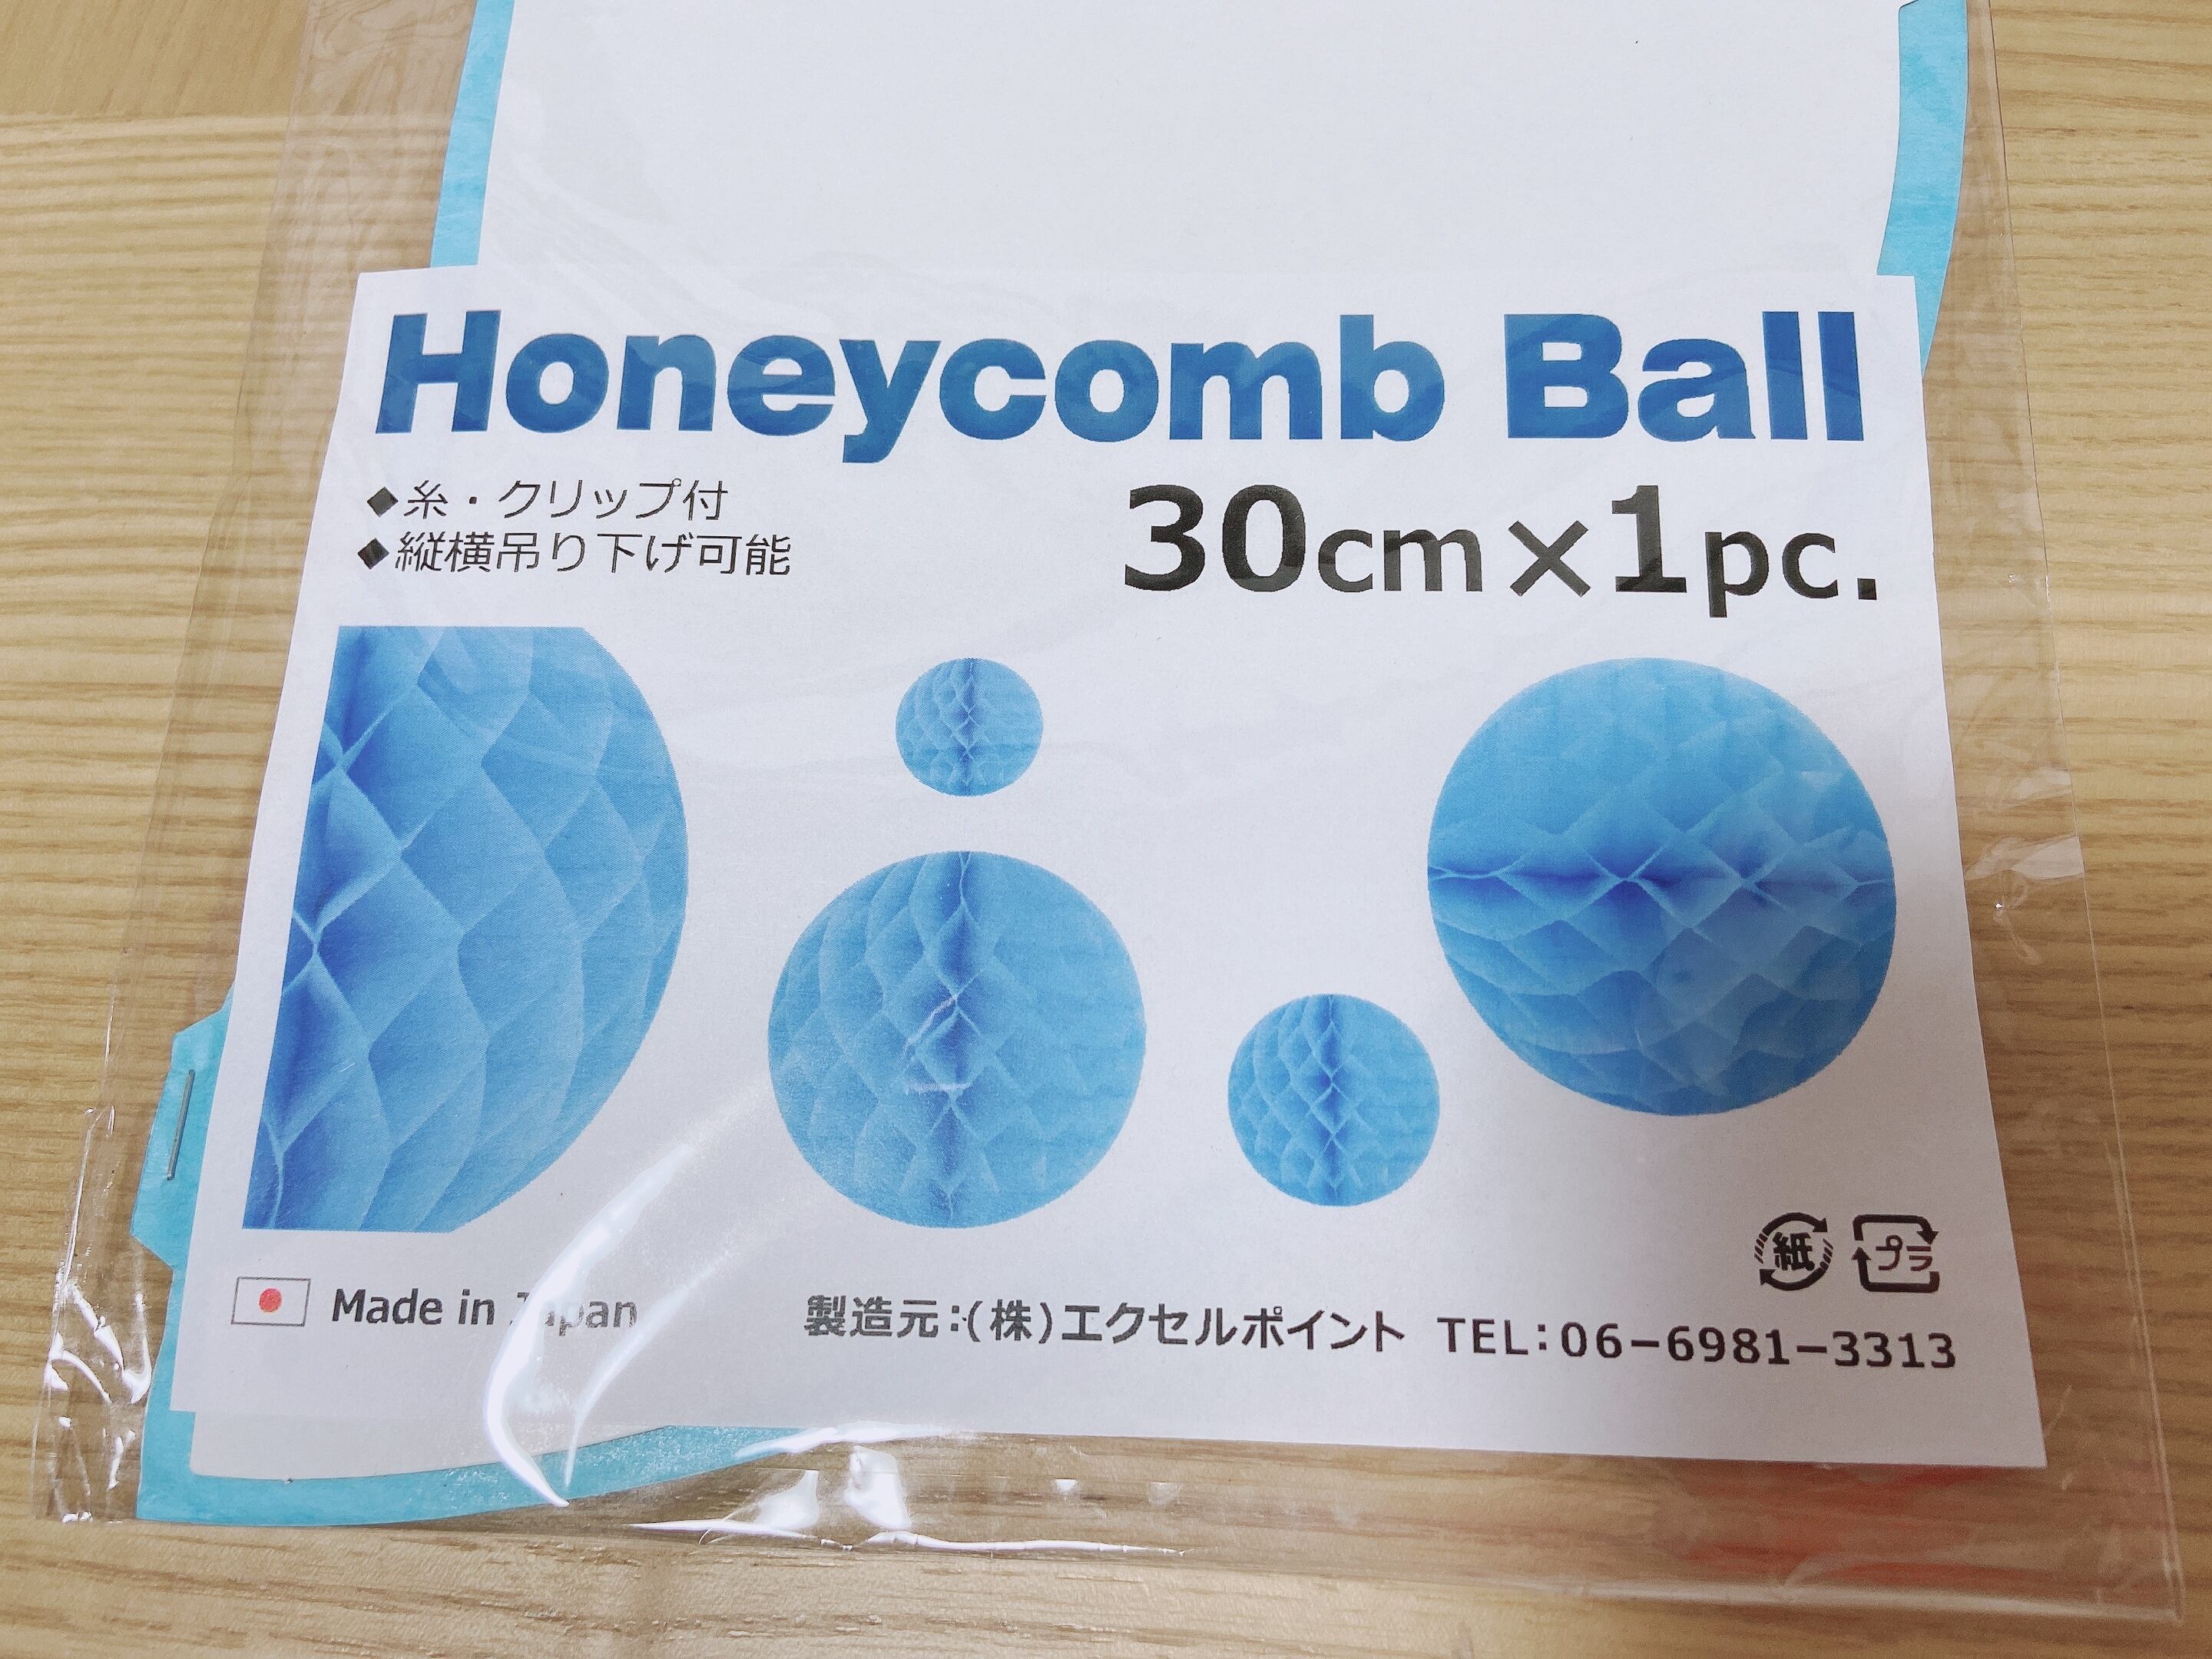 Honeycomb Ball
◆糸・クリップ付
◆縦横吊り下げ可能
30cm×1pc.
紙 プラ
Made in Japan
製造元:(株)エクセルポイント TEL:06-6981-3313